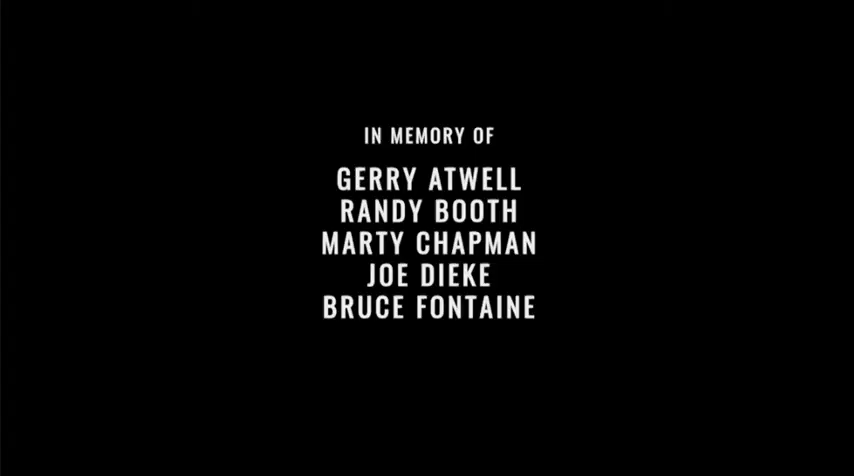 IN MEMORY OF
GERRY ATWELL
RANDY BOOTH
MARTY CHAPMAN
JOE DIEKE
BRUCE FONTAINE